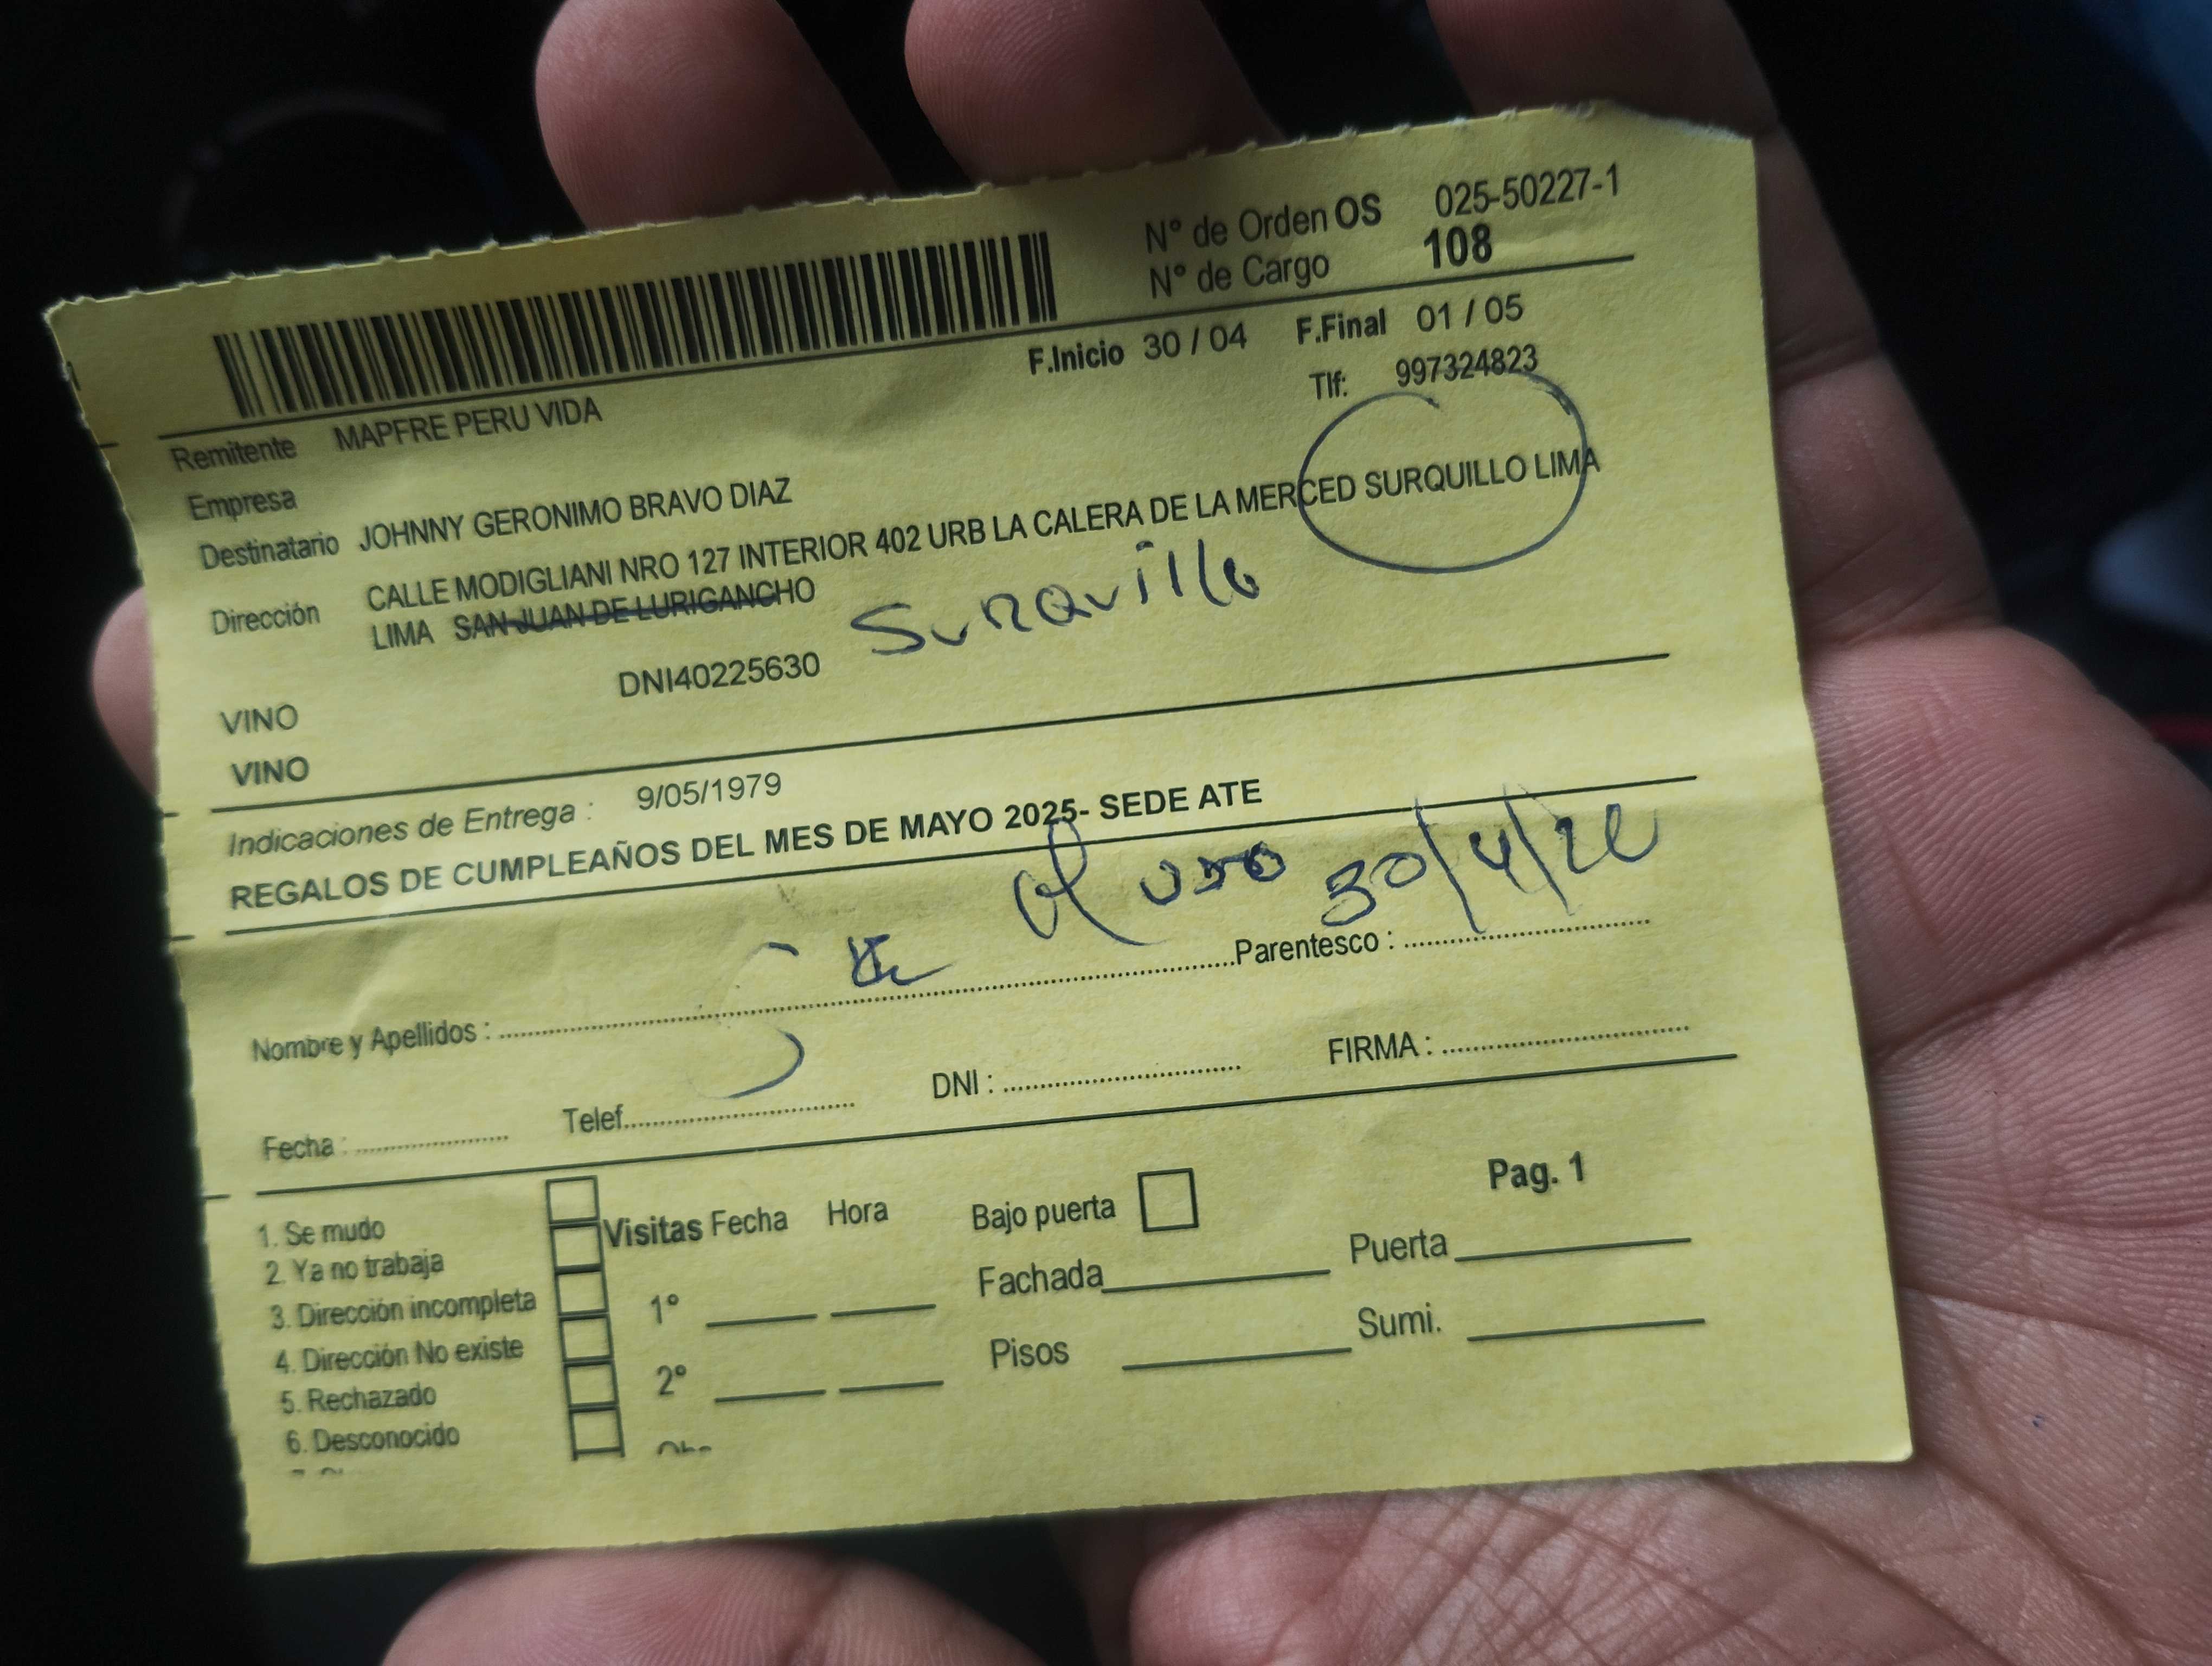 N° de Orden OS 025-50227-1
N° de Cargo 108
F.Inicio 30 / 04 F.Final 01 / 05
Tlf: 997324823
Remitente MAPFRE PERU VIDA
Empresa
Destinatario JOHNNY GERONIMO BRAVO DIAZ
Dirección CALLE MODIGLIANI NRO 127 INTERIOR 402 URB LA CALERA DE LA MERCED SURQUILLO LIMA
LIMA SAN JUAN DE LURIGANCHO
Surquillo
DNI40225630
VINO
VINO
Indicaciones de Entrega : 9/05/1979
REGALOS DE CUMPLEAÑOS DEL MES DE MAYO 2025- SEDE ATE
30/4/
Nombre y Apellidos : Parentesco :
Fecha : Telef. DNI : FIRMA :
Pag. 1
1. Se mudo
2. Ya no trabaja
3. Dirección incompleta
4. Dirección No existe
5. Rechazado
6. Desconocido
Visitas Fecha Hora
1°
2°
Bajo puerta
Fachada Puerta
Pisos Sumi.